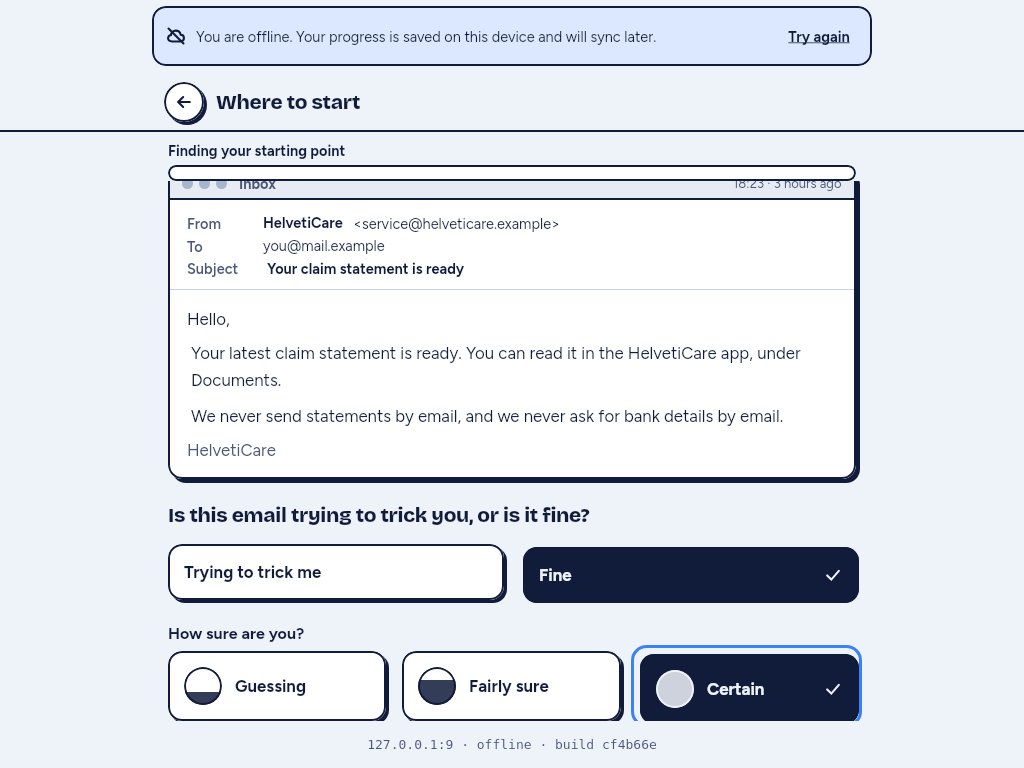 You are offline. Your progress is saved on this device and will sync later.
Try again
Where to start
Finding your starting point
Inbox
18:23 · 3 hours ago
From HelvetiCare <service@helveticare.example>
To you@mail.example
Subject Your claim statement is ready
Hello,
Your latest claim statement is ready. You can read it in the HelvetiCare app, under
Documents.
We never send statements by email, and we never ask for bank details by email.
HelvetiCare
Is this email trying to trick you, or is it fine?
Trying to trick me
Fine
How sure are you?
Guessing
Fairly sure
Certain
127.0.0.1:9 · offline · build cf4b66e